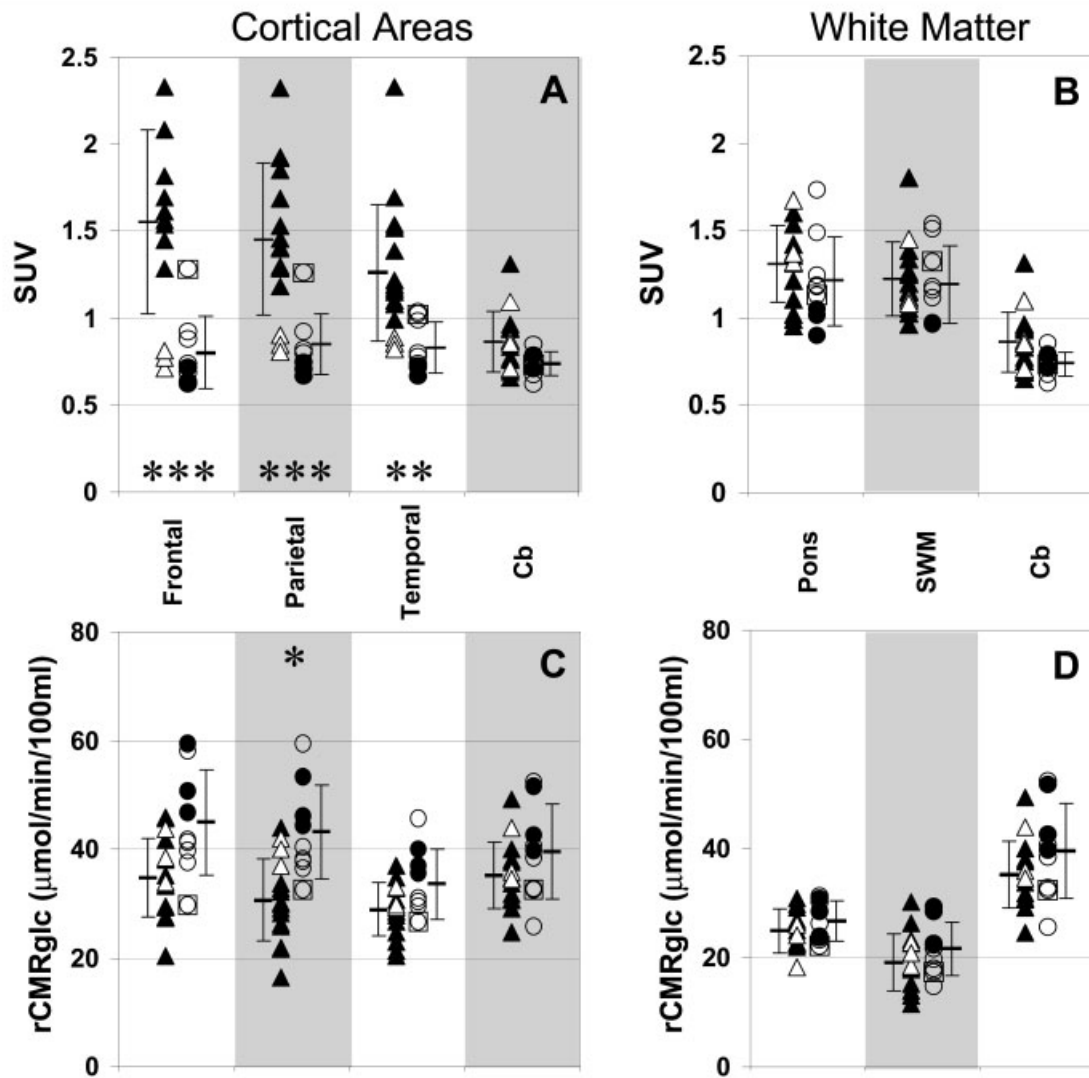 Cortical Areas
White Matter
2.5
2
1.5
1
0.5
0
SUV
A
*** *** **
2.5
2
1.5
1
0.5
0
SUV
B
Frontal
Parietal
Temporal
Cb
Pons
SWM
Cb
80
60
40
20
0
rCMRglc (μmol/min/100ml)
*
C
80
60
40
20
0
rCMRglc (μmol/min/100ml)
D